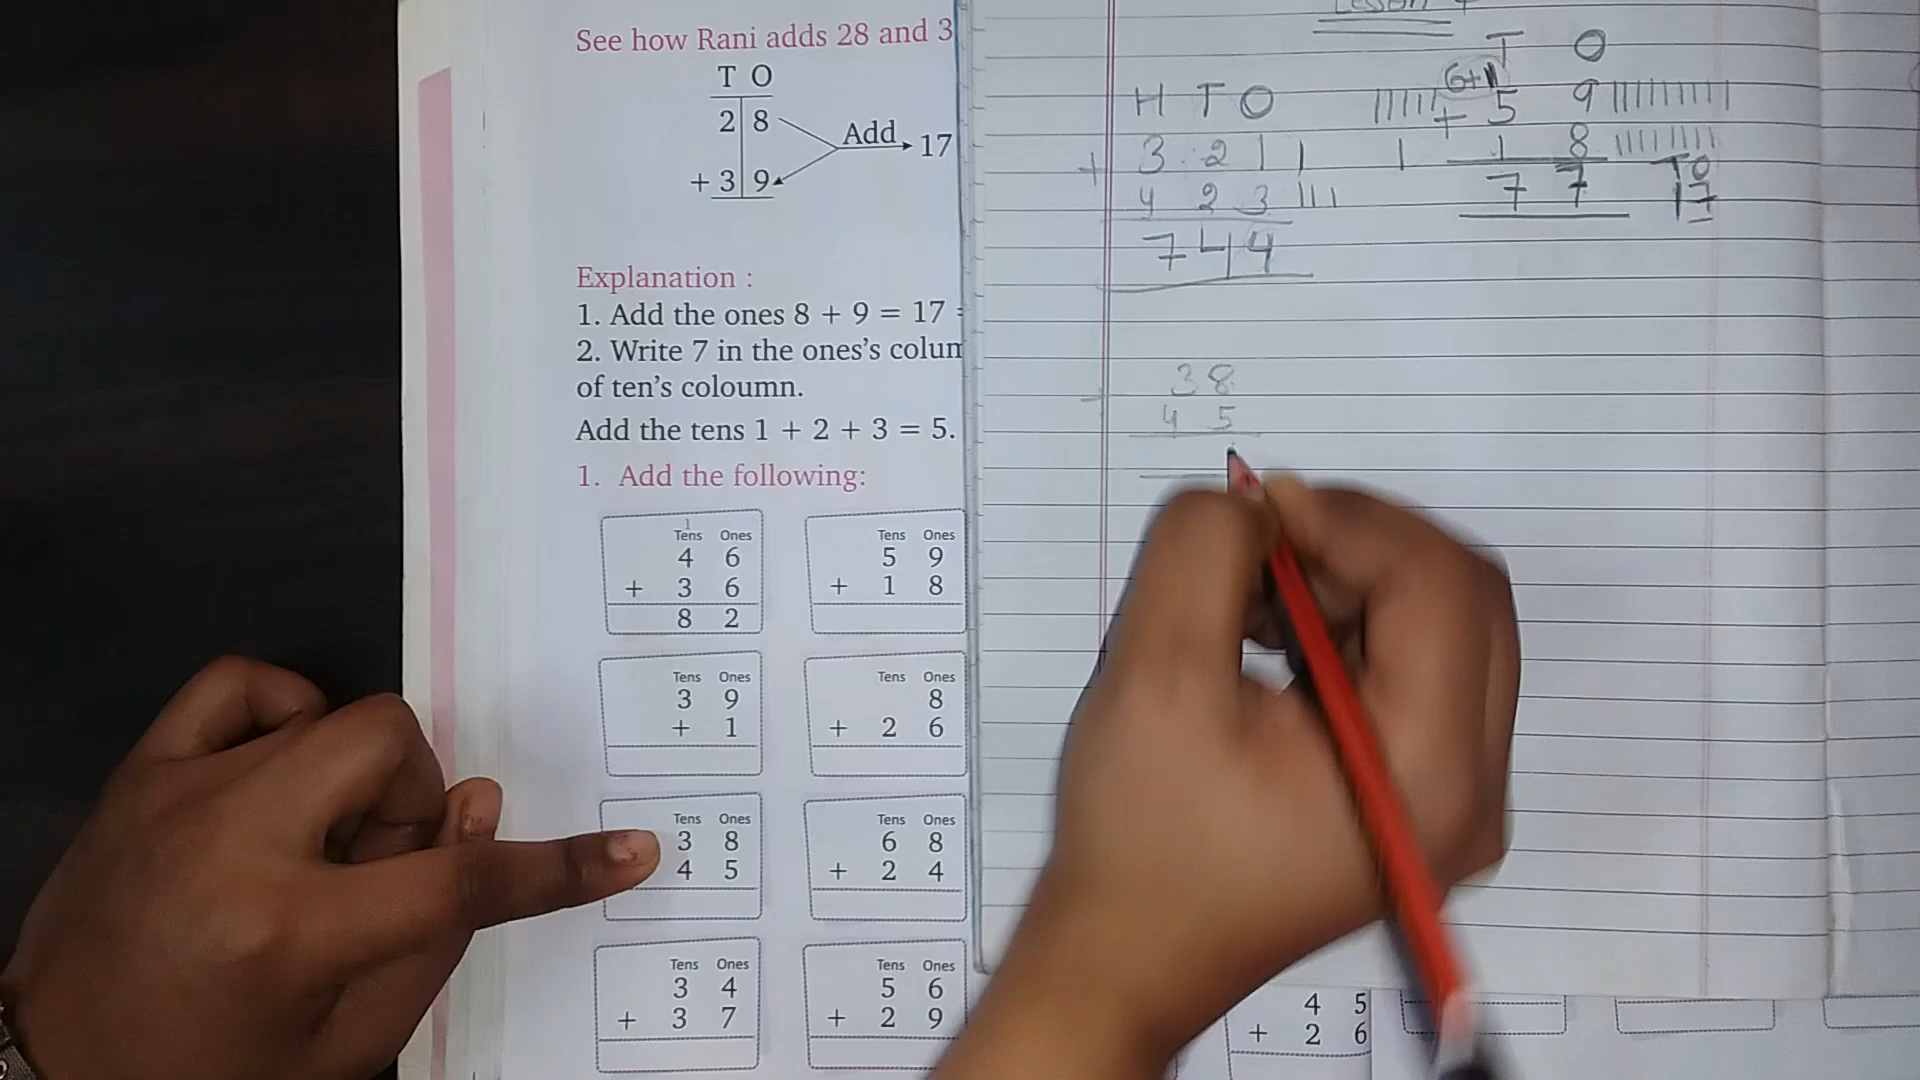 See how Rani adds 28 and 3
T O
2 8
Add 17
+ 3 9
Explanation :
1. Add the ones 8 + 9 = 17
2. Write 7 in the ones's colum
of ten's coloumn.
Add the tens 1 + 2 + 3 = 5.
1. Add the following:
1
Tens Ones
4 6
+ 3 6
8 2
Tens Ones
5 9
+ 1 8
Tens Ones
3 9
+ 1
Tens Ones
8
+ 2 6
Tens Ones
3 8
4 5
Tens Ones
6 8
+ 2 4
Tens Ones
3 4
+ 3 7
Tens Ones
5 6
+ 2 9
H T O
3 2 1
+ 4 2 3
7 4 4
T O
6+1
5 9
+ 1 8
7 7
T O
1 7
3 8
+ 4 5
4 5
+ 2 6